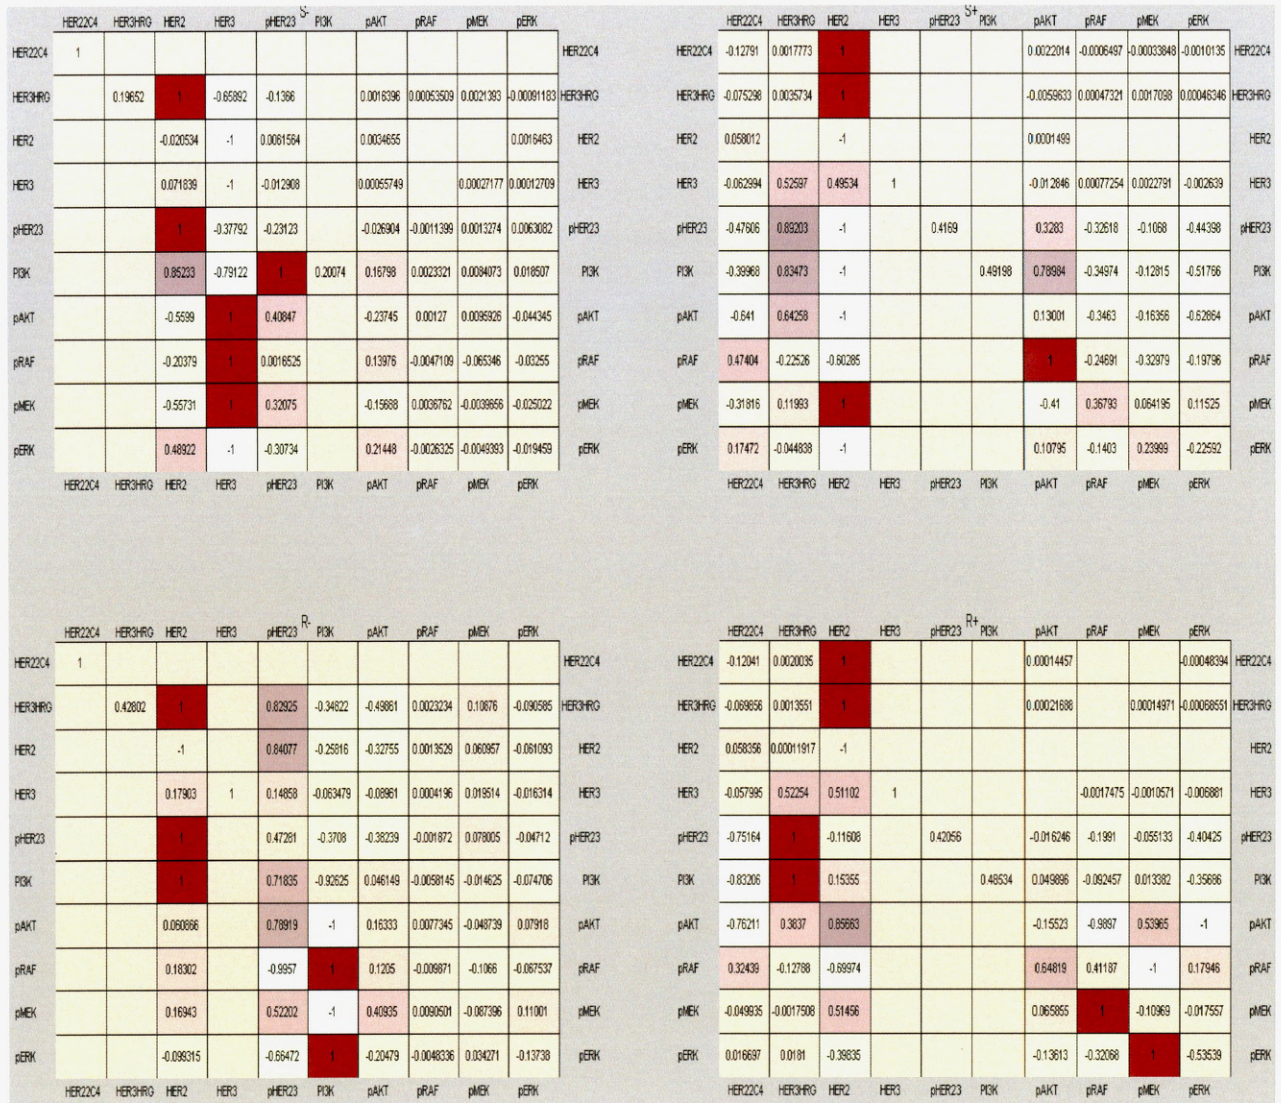 S-
HER22C4 HER3HRG HER2 HER3 pHER23 PI3K pAKT pRAF pMEK pERK
HER22C4 1 HER22C4
HER3HRG 0.19652 1 -0.65892 -0.1366 0.0016396 0.00053509 0.0021393 -0.00091183 HER3HRG
HER2 -0.020534 -1 0.0061564 0.0034655 0.0016463 HER2
HER3 0.071839 -1 -0.012908 0.00055749 0.00027177 0.00012709 HER3
pHER23 1 -0.37792 -0.23123 -0.026904 -0.0011399 0.0013274 0.0063082 pHER23
PI3K 0.85233 -0.79122 1 0.20074 0.16798 0.0023321 0.0084073 0.018507 PI3K
pAKT -0.5599 1 0.40847 -0.23745 0.00127 0.0095926 -0.044345 pAKT
pRAF -0.20379 1 0.0016525 0.13976 -0.0047109 -0.065346 -0.03255 pRAF
pMEK -0.55731 1 0.32075 -0.15688 0.0036762 -0.0039656 -0.025022 pMEK
pERK 0.48922 -1 -0.30734 0.21448 -0.0026325 -0.0049393 -0.019459 pERK
HER22C4 HER3HRG HER2 HER3 pHER23 PI3K pAKT pRAF pMEK pERK
S+
HER22C4 HER3HRG HER2 HER3 pHER23 PI3K pAKT pRAF pMEK pERK
HER22C4 -0.12791 0.0017773 1 0.0022014 -0.0006497 -0.00033848 -0.0010135 HER22C4
HER3HRG -0.075298 0.0035734 1 -0.0059633 0.00047321 0.0017098 0.00046346 HER3HRG
HER2 0.058012 -1 0.0001499 HER2
HER3 -0.062994 0.52597 0.49534 1 -0.012846 0.00077254 0.0022791 -0.002639 HER3
pHER23 -0.47606 0.89203 -1 0.4169 0.3283 -0.32618 -0.1068 -0.44398 pHER23
PI3K -0.39968 0.83473 -1 0.49198 0.78984 -0.34974 -0.12815 -0.51766 PI3K
pAKT -0.641 0.64258 -1 0.13001 -0.3463 -0.16356 -0.62864 pAKT
pRAF 0.47404 -0.22526 -0.60285 1 -0.24691 -0.32979 -0.19796 pRAF
pMEK -0.31816 0.11993 1 -0.41 0.36793 0.064195 0.11525 pMEK
pERK 0.17472 -0.044838 -1 0.10795 -0.1403 0.23999 -0.22592 pERK
HER22C4 HER3HRG HER2 HER3 pHER23 PI3K pAKT pRAF pMEK pERK
R-
HER22C4 HER3HRG HER2 HER3 pHER23 PI3K pAKT pRAF pMEK pERK
HER22C4 1 HER22C4
HER3HRG 0.42802 1 0.82925 -0.34622 -0.49861 0.0023234 0.10876 -0.090585 HER3HRG
HER2 -1 0.84077 -0.25816 -0.32755 0.0013529 0.060957 -0.061093 HER2
HER3 0.17903 1 0.14858 -0.063479 -0.08961 0.0004196 0.019514 -0.016314 HER3
pHER23 1 0.47281 -0.3708 -0.38239 -0.001872 0.078005 -0.04712 pHER23
PI3K 1 0.71835 -0.92625 0.046149 -0.0058145 -0.014625 -0.074706 PI3K
pAKT 0.060866 0.78919 -1 0.16333 0.0077345 -0.048739 0.07918 pAKT
pRAF 0.18302 -0.9957 1 0.1205 -0.009871 -0.1066 -0.067537 pRAF
pMEK 0.16943 0.52202 -1 0.40935 0.0090501 -0.087396 0.11001 pMEK
pERK -0.099315 -0.66472 1 -0.20479 -0.0048336 0.034271 -0.13738 pERK
HER22C4 HER3HRG HER2 HER3 pHER23 PI3K pAKT pRAF pMEK pERK
R+
HER22C4 HER3HRG HER2 HER3 pHER23 PI3K pAKT pRAF pMEK pERK
HER22C4 -0.12041 0.0020035 1 0.00014457 -0.00048394 HER22C4
HER3HRG -0.069856 0.0013551 1 0.00021688 0.00014971 -0.00068551 HER3HRG
HER2 0.058356 0.00011917 -1 HER2
HER3 -0.057995 0.52254 0.51102 1 -0.0017475 -0.0010571 -0.006881 HER3
pHER23 -0.75164 1 -0.11608 0.42056 -0.016246 -0.1991 -0.055133 -0.40425 pHER23
PI3K -0.83206 1 0.15355 0.48534 0.049896 -0.092457 0.013382 -0.35686 PI3K
pAKT -0.76211 0.3837 0.85663 -0.15523 -0.9897 0.53965 -1 pAKT
pRAF 0.32439 -0.12788 -0.69974 0.64819 0.41187 -1 0.17946 pRAF
pMEK -0.049935 -0.0017508 0.51456 0.065855 1 -0.10969 -0.017557 pMEK
pERK 0.016697 0.0181 -0.39835 -0.13613 -0.32068 1 -0.53539 pERK
HER22C4 HER3HRG HER2 HER3 pHER23 PI3K pAKT pRAF pMEK pERK